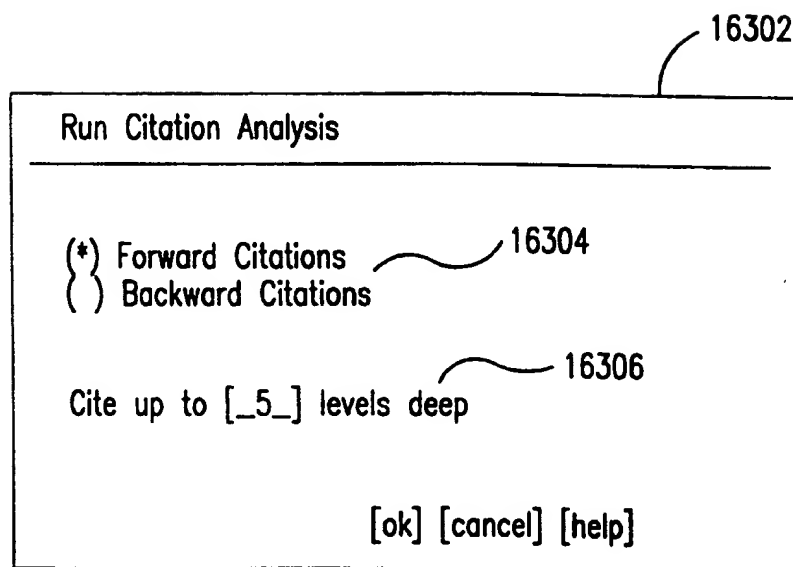 16302
Run Citation Analysis
(*) Forward Citations
16304
( ) Backward Citations
16306
Cite up to [_5_] levels deep
[ok] [cancel] [help]